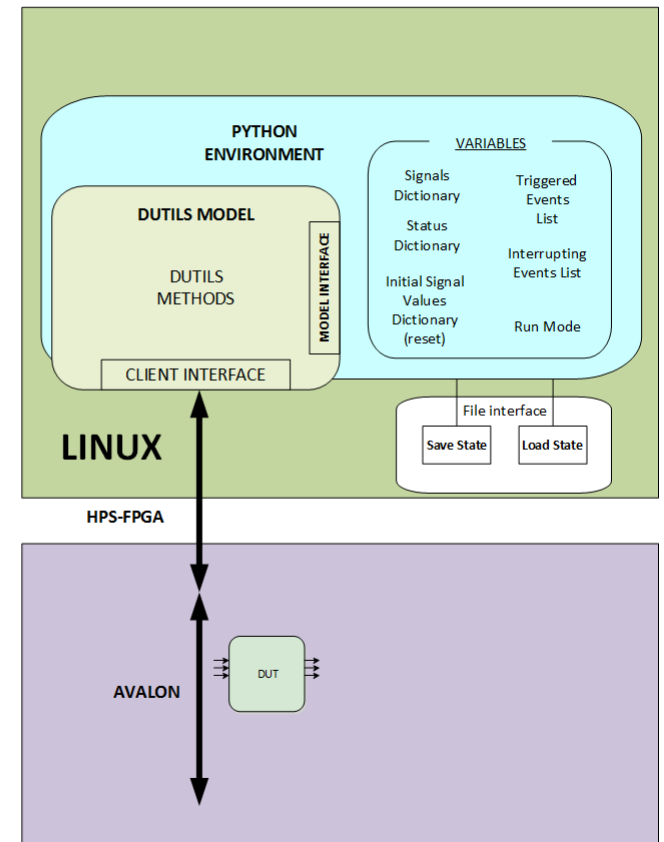 PYTHON
ENVIRONMENT
VARIABLES
Signals
Dictionary
Status
Dictionary
Initial Signal
Values
Dictionary
(reset)
Triggered
Events
List
Interrupting
Events List
Run Mode
DUTILS MODEL
DUTILS
METHODS
MODEL INTERFACE
CLIENT INTERFACE
File interface
Save State
Load State
LINUX
HPS-FPGA
AVALON
DUT